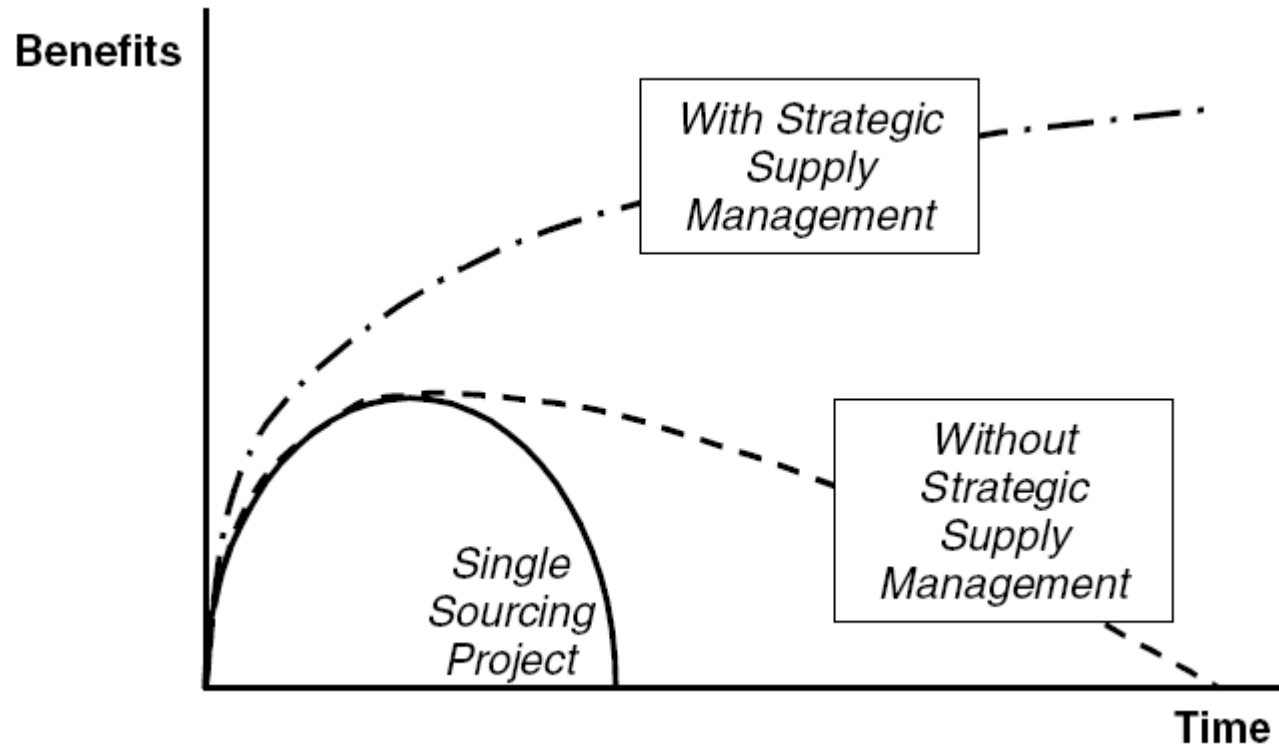 Benefits
With Strategic
Supply
Management
Without
Strategic
Supply
Management
Single
Sourcing
Project
Time